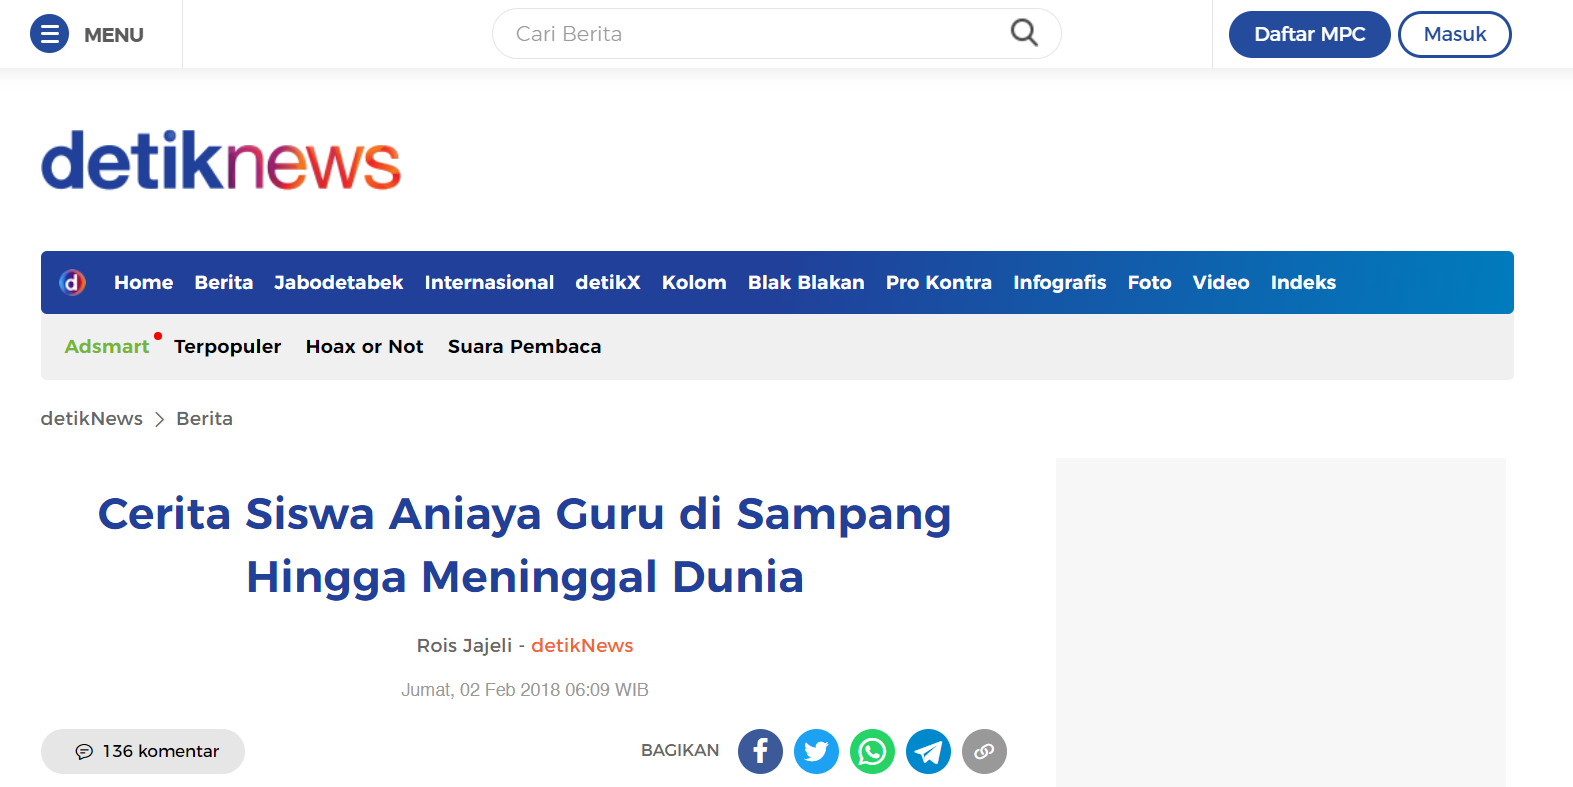 MENU
Cari Berita
Daftar MPC
Masuk
detiknews
d Home Berita Jabodetabek Internasional detikX Kolom Blak Blakan Pro Kontra Infografis Foto Video Indeks
Adsmart Terpopuler Hoax or Not Suara Pembaca
detikNews > Berita
Cerita Siswa Aniaya Guru di Sampang
Hingga Meninggal Dunia
Rois Jajeli - detikNews
Jumat, 02 Feb 2018 06:09 WIB
136 komentar
BAGIKAN